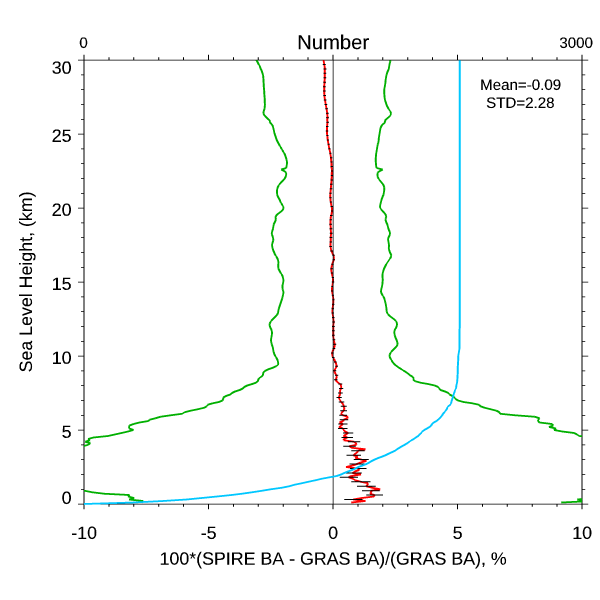 0 Number 3000
Mean=-0.09
STD=2.28
Sea Level Height, (km)
30
25
20
15
10
5
0
-10 -5 0 5 10
100*(SPIRE BA - GRAS BA)/(GRAS BA), %